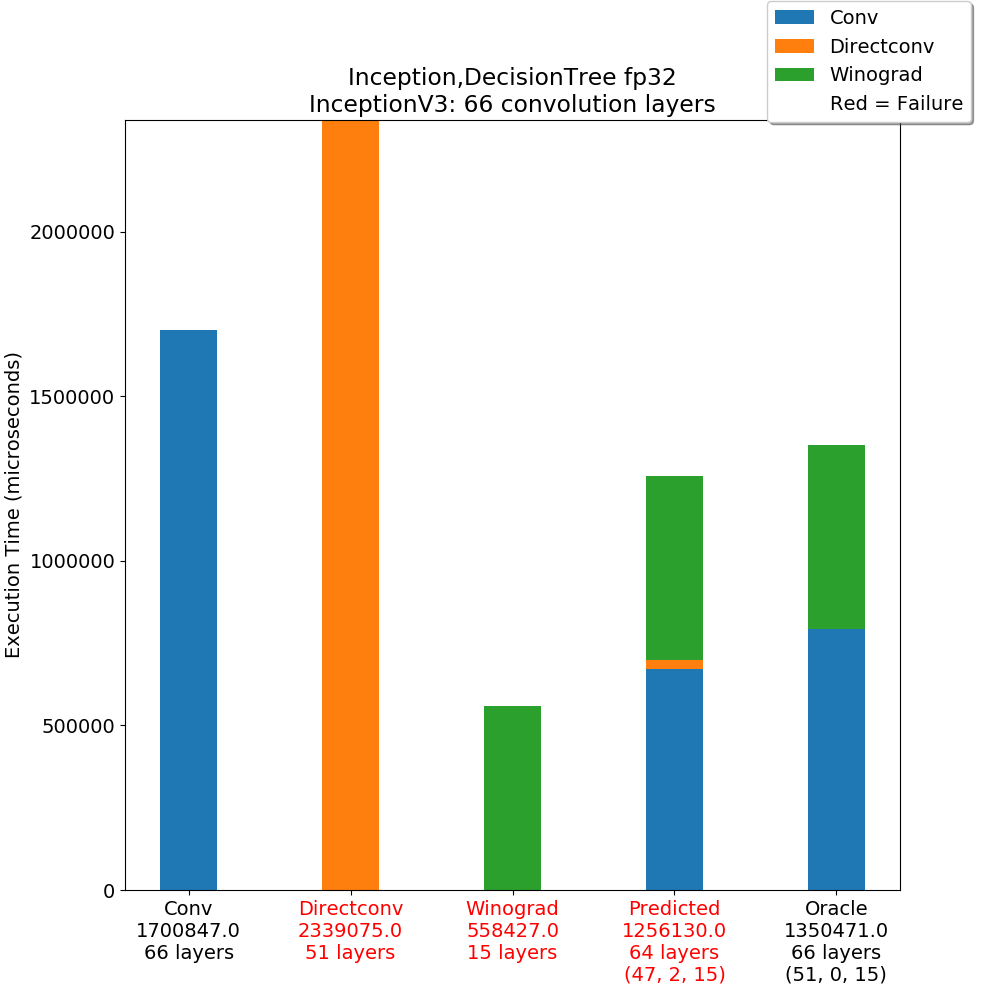 Conv
Directconv
Winograd
Red = Failure
Inception,DecisionTree fp32
InceptionV3: 66 convolution layers
Execution Time (microseconds)
2000000
1500000
1000000
500000
0
Conv
1700847.0
66 layers
Directconv
2339075.0
51 layers
Winograd
558427.0
15 layers
Predicted
1256130.0
64 layers
(47, 2, 15)
Oracle
1350471.0
66 layers
(51, 0, 15)